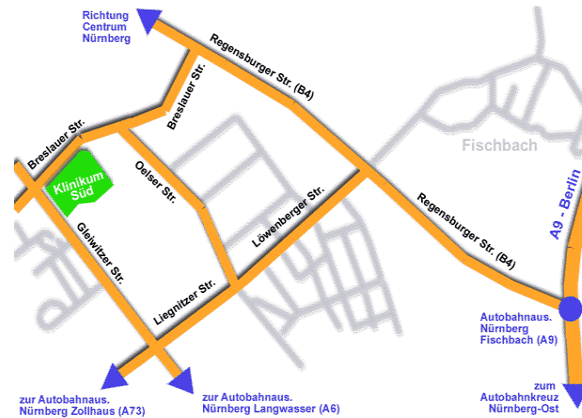 Richtung
Centrum
Nürnberg
Regensburger Str. (B4)
Breslauer Str.
Breslauer Str.
Fischbach
Klinikum
Süd
Oelser Str.
Löwenberger Str.
A9 - Berlin
Gleiwitzer Str.
Regensburger Str. (B4)
Liegnitzer Str.
Autobahnaus.
Nürnberg
Fischbach (A9)
zur Autobahnaus.
Nürnberg Zollhaus (A73)
zur Autobahnaus.
Nürnberg Langwasser (A6)
zum
Autobahnkreuz
Nürnberg-Ost